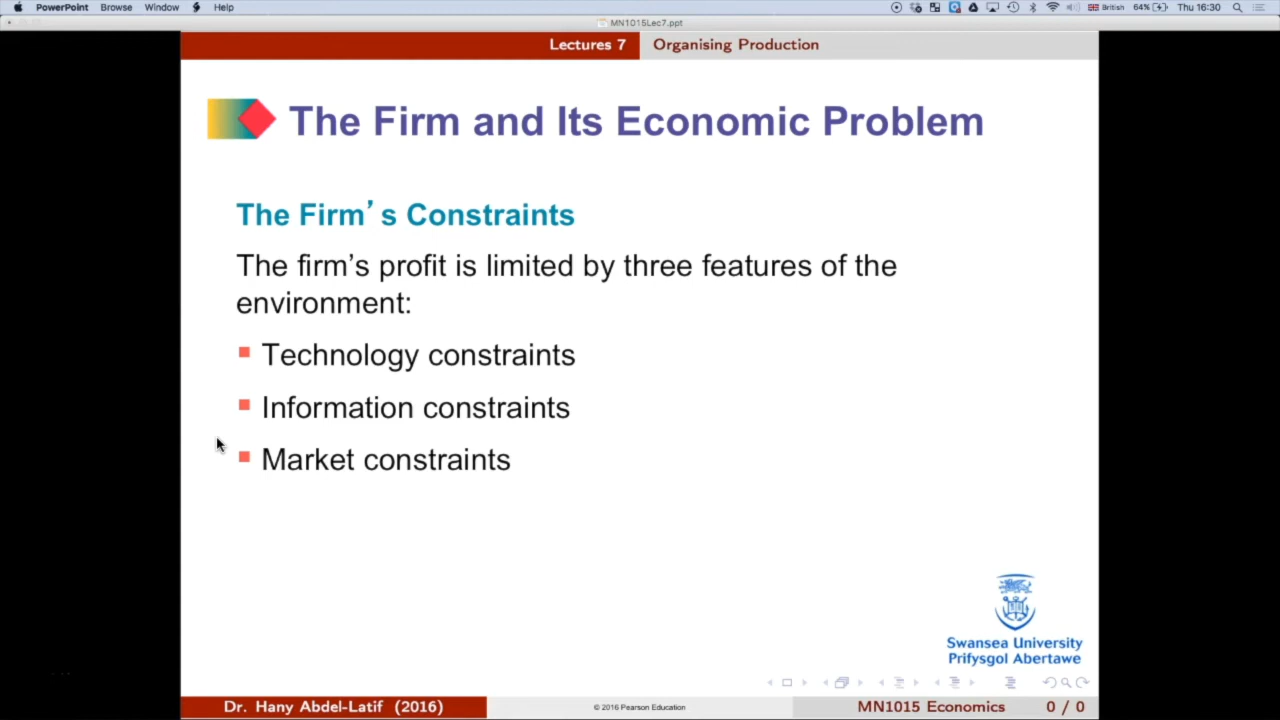 PowerPoint Browse Window Help
British 64% Thu 16:30
MN1015Lec7.ppt
Lectures 7 Organising Production
The Firm and Its Economic Problem
The Firm’s Constraints
The firm’s profit is limited by three features of the
environment:
Technology constraints
Information constraints
Market constraints
Swansea University
Prifysgol Abertawe
Dr. Hany Abdel-Latif (2016) © 2016 Pearson Education MN1015 Economics 0 / 0